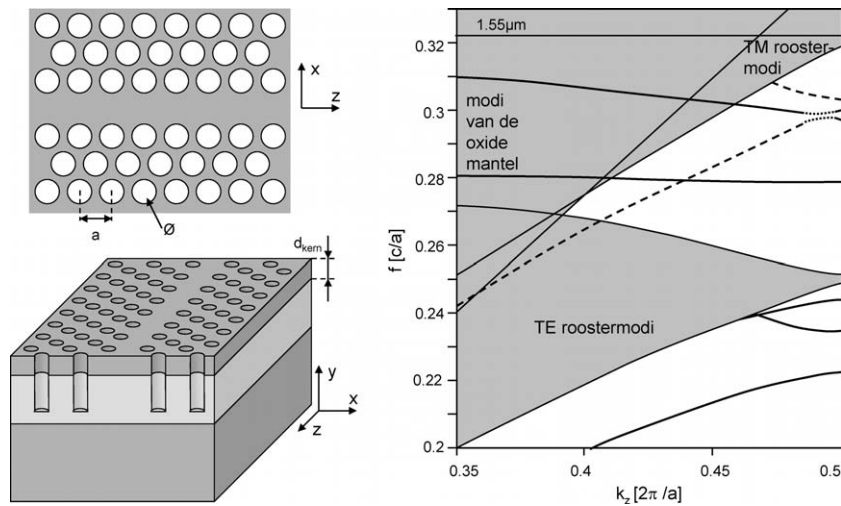 x
z
a
Ø
d kern
y
x
z
f [c/a]
0.32
0.3
0.28
0.26
0.24
0.22
0.2
1.55µm
TM rooster-
modi
modi
van de
oxide
mantel
TE roostermodi
0.35
0.4
0.45
0.5
k z [2π /a]